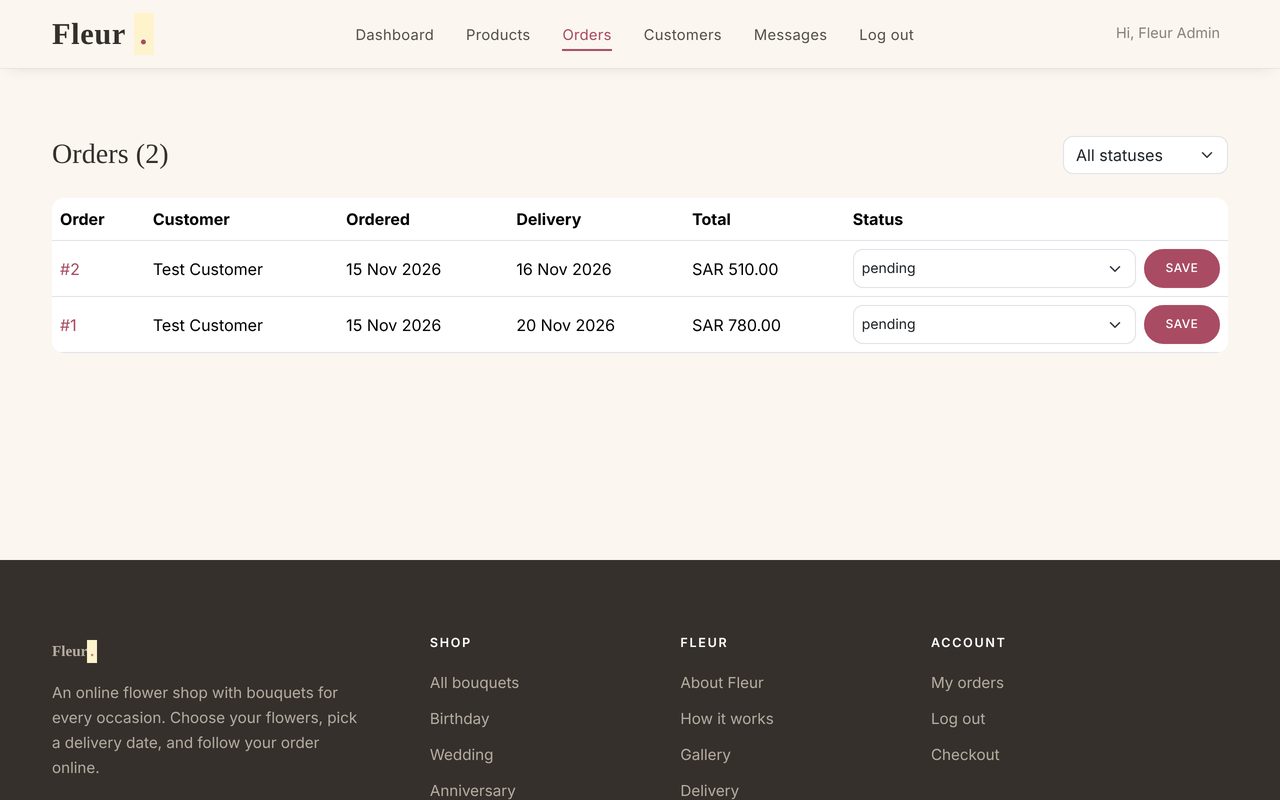 Fleur .
Dashboard Products Orders Customers Messages Log out
Hi, Fleur Admin
Orders (2)
All statuses
Order Customer Ordered Delivery Total Status
#2 Test Customer 15 Nov 2026 16 Nov 2026 SAR 510.00 pending SAVE
#1 Test Customer 15 Nov 2026 20 Nov 2026 SAR 780.00 pending SAVE
Fleur.
An online flower shop with bouquets for
every occasion. Choose your flowers, pick
a delivery date, and follow your order
online.
SHOP
All bouquets
Birthday
Wedding
Anniversary
FLEUR
About Fleur
How it works
Gallery
Delivery
ACCOUNT
My orders
Log out
Checkout